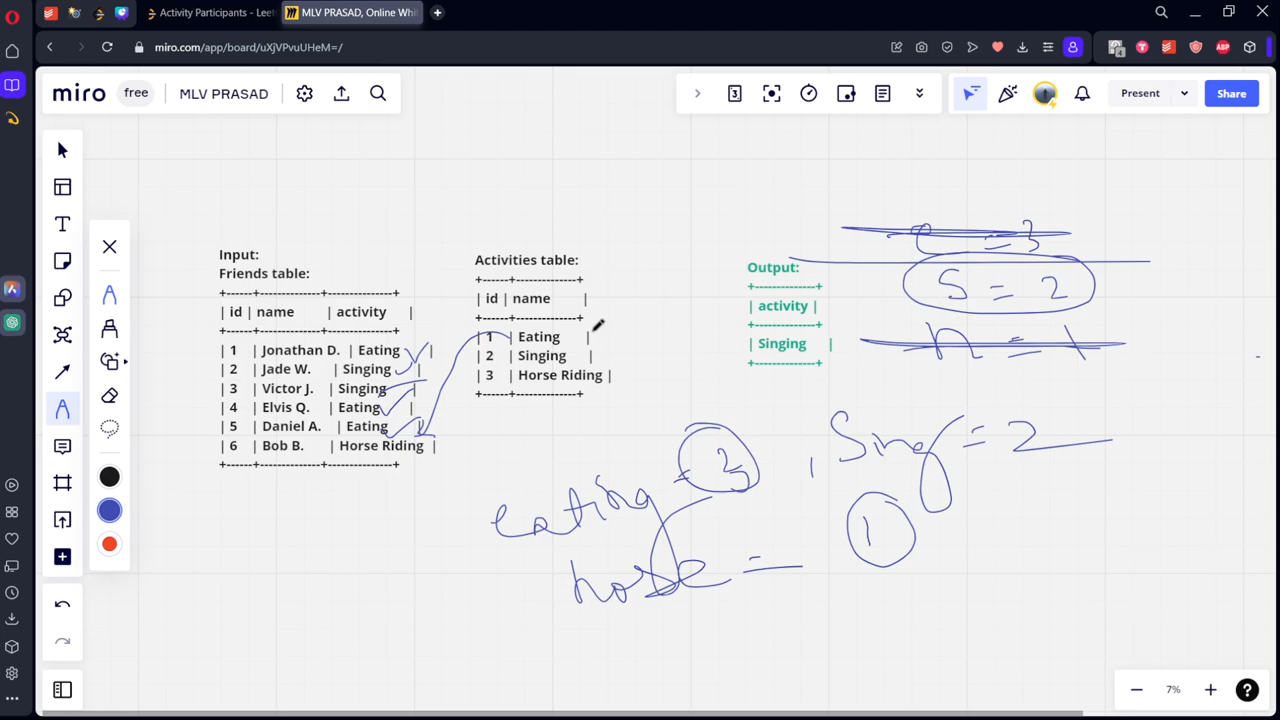 Activity Participants - Leet
MLV PRASAD, Online Whi
miro.com/app/board/uXjVPvuUHeM=/
ABP
miro free MLV PRASAD
3
Present
Share
Input:
Friends table:
+----+--------------+--------------+
| id | name | activity |
+----+--------------+--------------+
| 1 | Jonathan D. | Eating |
| 2 | Jade W. | Singing |
| 3 | Victor J. | Singing |
| 4 | Elvis Q. | Eating |
| 5 | Daniel A. | Eating |
| 6 | Bob B. | Horse Riding |
+----+--------------+--------------+
Activities table:
+----+--------------+
| id | name |
+----+--------------+
| 1 | Eating |
| 2 | Singing |
| 3 | Horse Riding |
+----+--------------+
Output:
+--------------+
| activity |
+--------------+
| Singing |
+--------------+
e = 3
S = 2
h = 1
eating = 3 , Sing = 2
horse = 1
7%